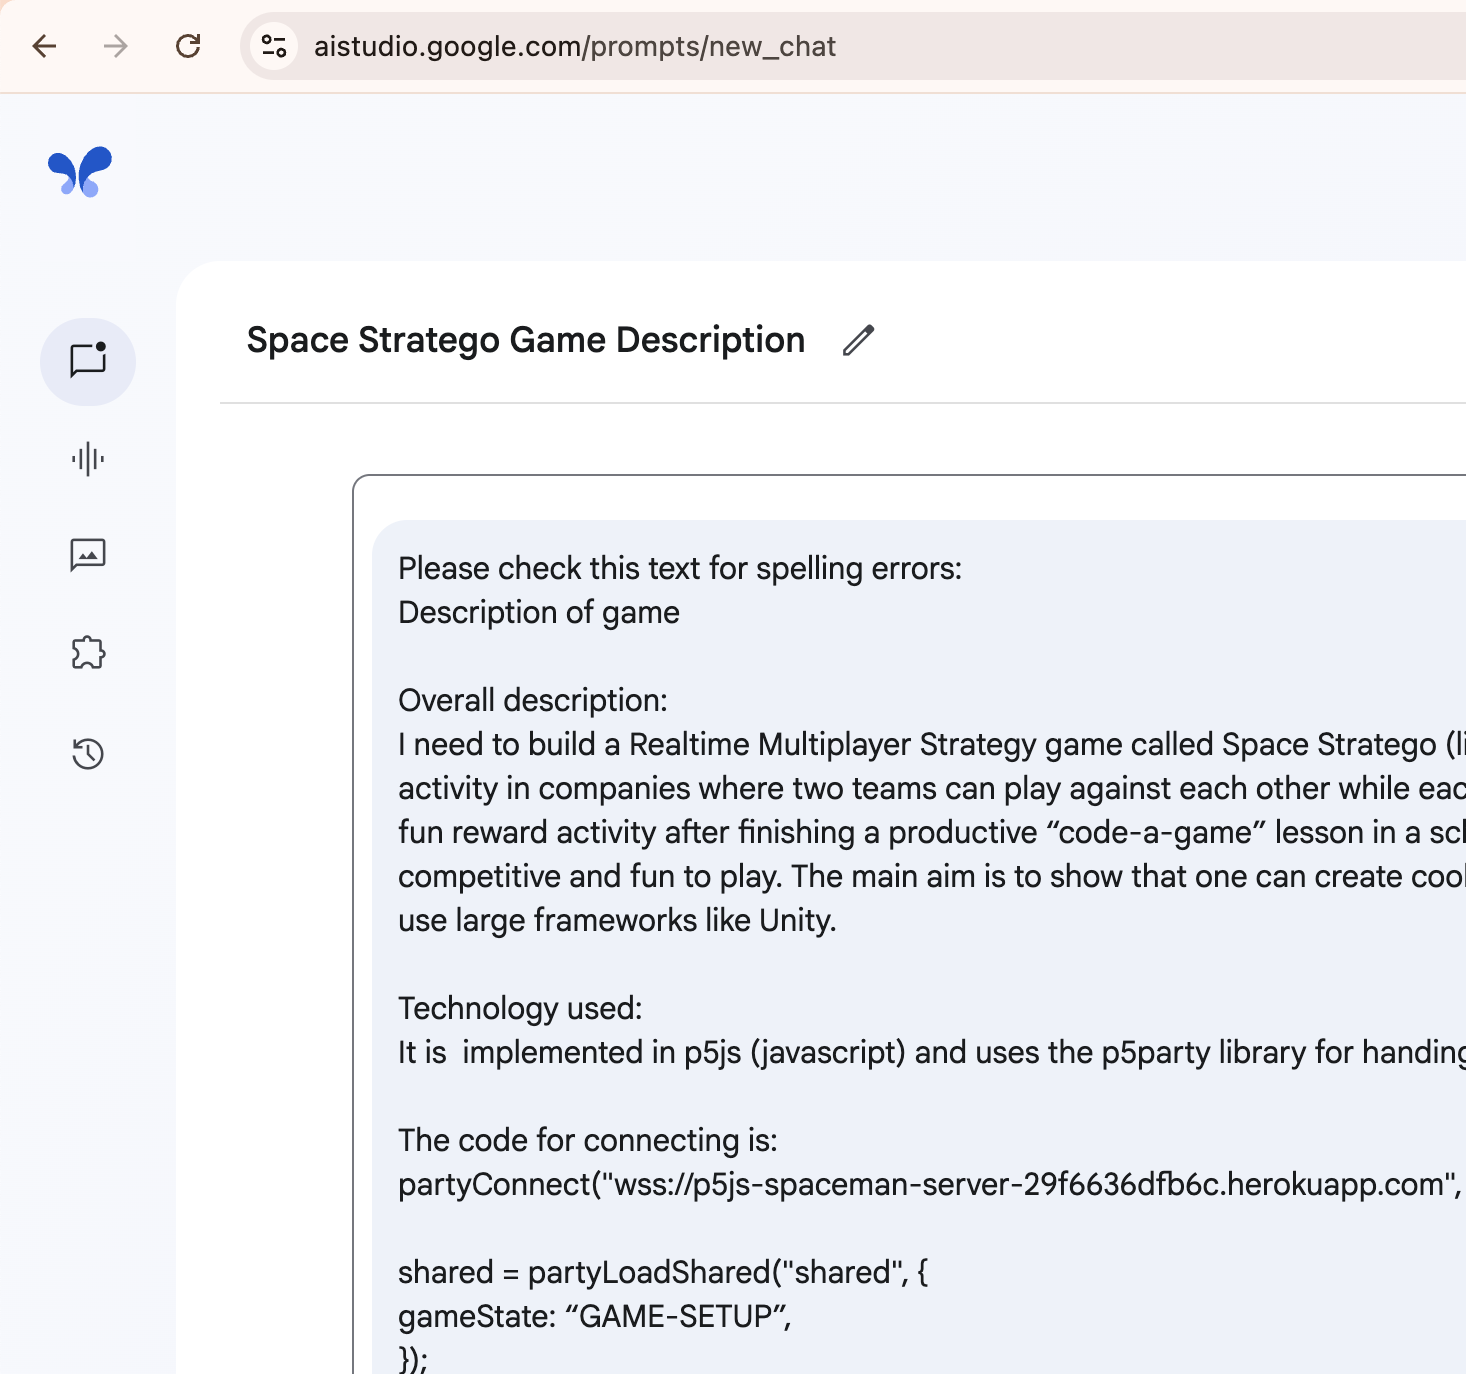 aistudio.google.com/prompts/new_chat
Space Stratego Game Description
Please check this text for spelling errors:
Description of game
Overall description:
I need to build a Realtime Multiplayer Strategy game called Space Stratego (
activity in companies where two teams can play against each other while
fun reward activity after finishing a productive “code-a-game” lesson in a
competitive and fun to play. The main aim is to show that one can create
use large frameworks like Unity.
Technology used:
It is  implemented in p5js (javascript) and uses the p5party library for handing
The code for connecting is:
partyConnect("wss://p5js-spaceman-server-29f6636dfb6c.herokuapp.com",
shared = partyLoadShared("shared", {
gameState: “GAME-SETUP”,
});